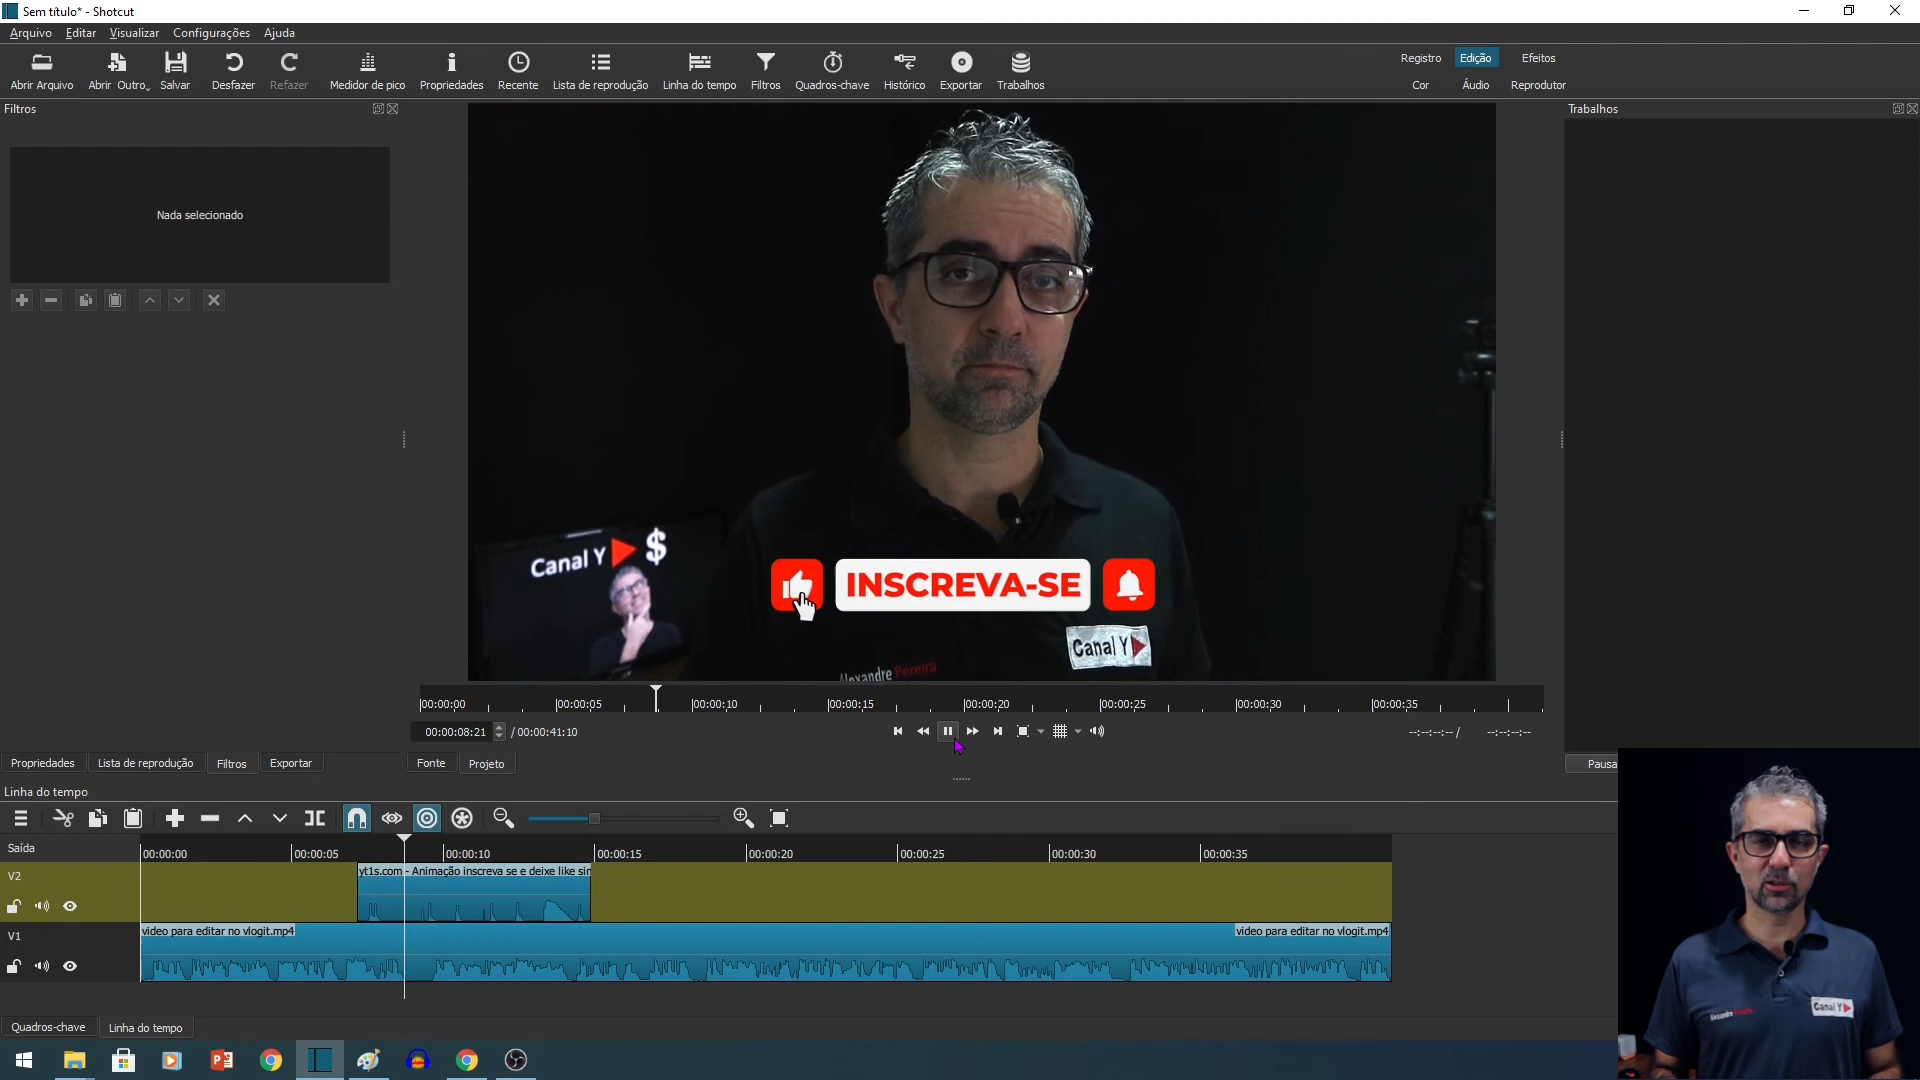 Sem título* - Shotcut
Arquivo Editar Visualizar Configurações Ajuda
Abrir Arquivo Abrir Outro Salvar Desfazer Refazer Medidor de pico Propriedades Recente Lista de reprodução Linha do tempo Filtros Quadros-chave Histórico Exportar Trabalhos
Registro Edição Efeitos
Cor Áudio Reprodutor
Filtros
Trabalhos
Nada selecionado
Canal Y $
INSCREVA-SE
Canal Y
Alexandre Pereira
00:00:00 00:00:05 00:00:10 00:00:15 00:00:20 00:00:25 00:00:30 00:00:35
00:00:08:21 / 00:00:41:10
--:--:--:-- / --:--:--:--
Propriedades Lista de reprodução Filtros Exportar
Fonte Projeto
Pausa
Linha do tempo
Saída
00:00:00 00:00:05 00:00:10 00:00:15 00:00:20 00:00:25 00:00:30 00:00:35
V2
yt1s.com - Animação inscreva se e deixe like sin
V1
video para editar no vlogit.mp4 video para editar no vlogit.mp4
Canal Y
Quadros-chave Linha do tempo